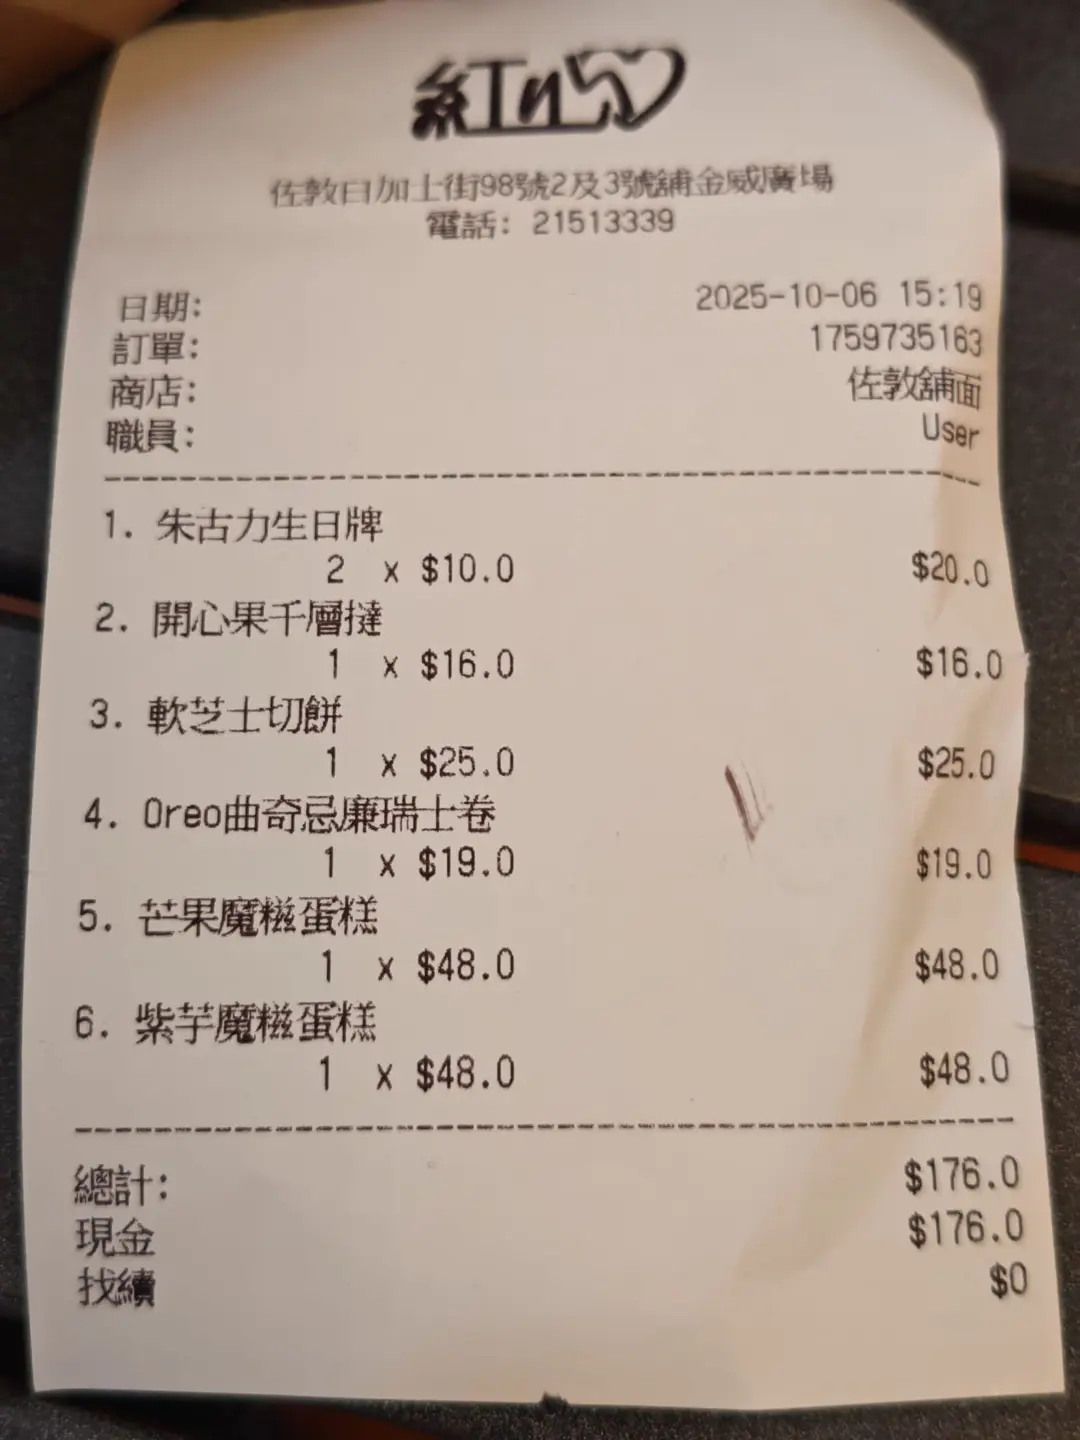 紅
佐敦白加士街98號2及3號舖金威廣場
電話: 21513339
日期: 2025-10-06 15:19
訂單: 1759735163
商店: 佐敦舖面
職員: User
1. 朱古力生日牌
2 x $10.0 $20.0
2. 開心果千層撻
1 x $16.0 $16.0
3. 軟芝士切餅
1 x $25.0 $25.0
4. Oreo曲奇忌廉瑞士卷
1 x $19.0 $19.0
5. 芒果魔糍蛋糕
1 x $48.0 $48.0
6. 紫芋魔糍蛋糕
1 x $48.0 $48.0
總計: $176.0
現金 $176.0
找續 $0